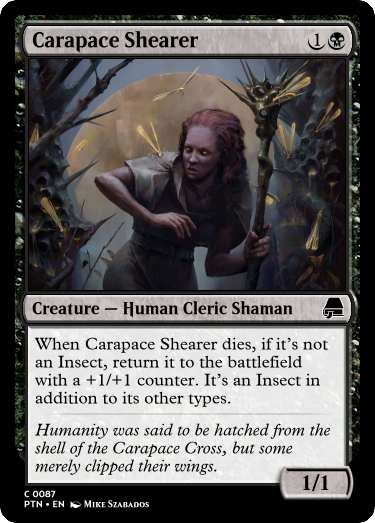 Carapace Shearer 1
Creature — Human Cleric Shaman
When Carapace Shearer dies, if it's not
an Insect, return it to the battlefield
with a +1/+1 counter. It's an Insect in
addition to its other types.
Humanity was said to be hatched from the
shell of the Carapace Cross, but some
merely clipped their wings.
1/1
C 0087
PTN • EN Mike Szabados